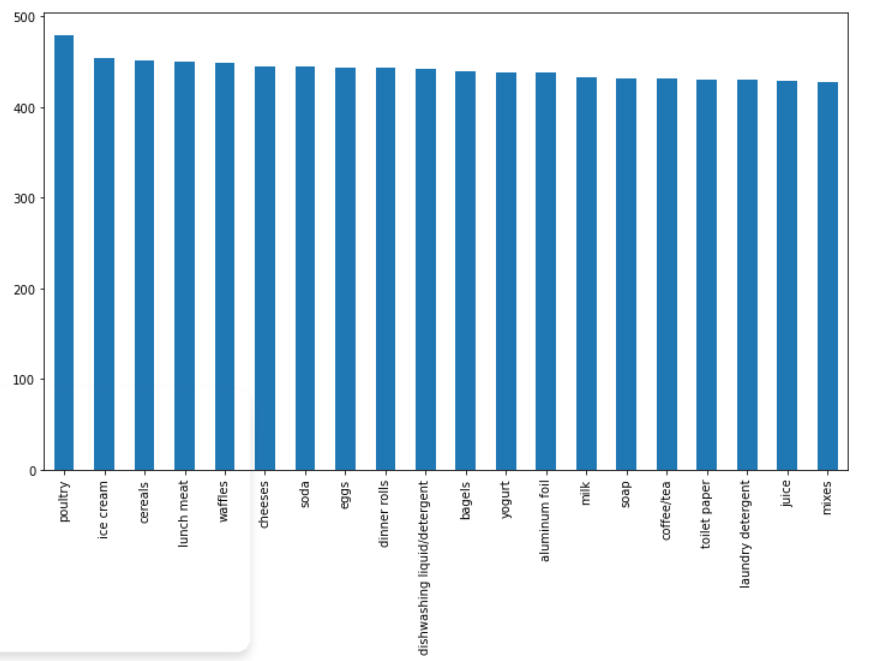 500
400
300
200
100
0
poultry
ice cream
cereals
lunch meat
waffles
cheeses
soda
eggs
dinner rolls
dishwashing liquid/detergent
bagels
yogurt
aluminum foil
milk
soap
coffee/tea
toilet paper
laundry detergent
juice
mixes